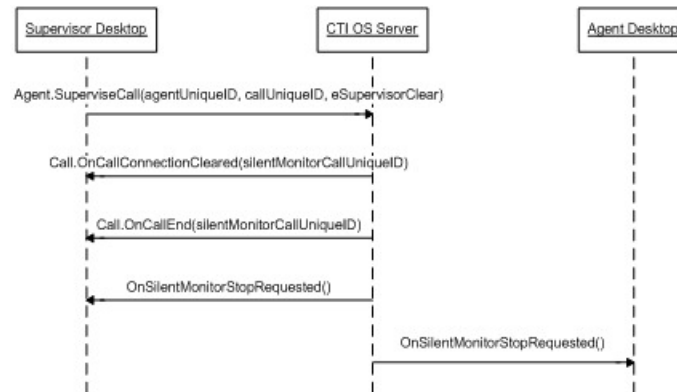 Supervisor Desktop
CTI OS Server
Agent Desktop
Agent.SuperviseCall(agentUniqueID, callUniqueID, eSupervisorClear)
Call.OnCallConnectionCleared(silentMonitorCallUniqueID)
Call.OnCallEnd(silentMonitorCallUniqueID)
OnSilentMonitorStopRequested()
OnSilentMonitorStopRequested()